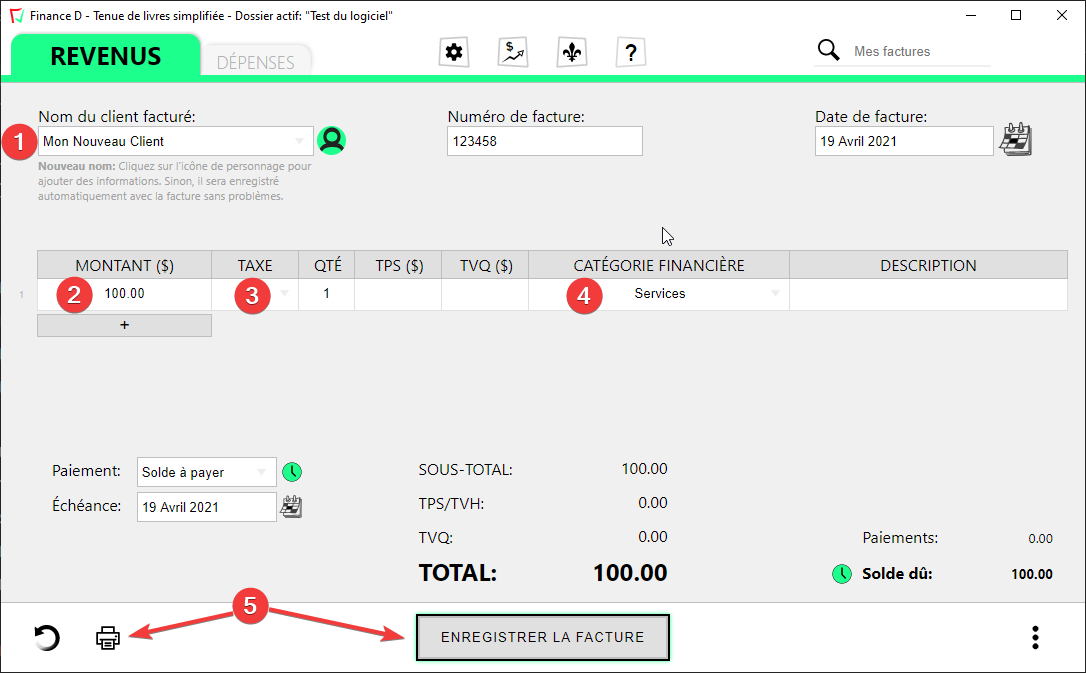 Finance D - Tenue de livres simplifiée - Dossier actif: "Test du logiciel"
REVENUS
DÉPENSES
$
?
Mes factures
Nom du client facturé:
Numéro de facture:
Date de facture:
1
Mon Nouveau Client
123458
19 Avril 2021
Nouveau nom: Cliquez sur l'icône de personnage pour
ajouter des informations. Sinon, il sera enregistré
automatiquement avec la facture sans problèmes.
MONTANT ($) TAXE QTÉ TPS ($) TVQ ($) CATÉGORIE FINANCIÈRE DESCRIPTION
1 2 100.00 3 1 4 Services
+
Paiement: Solde à payer
Échéance: 19 Avril 2021
SOUS-TOTAL: 100.00
TPS/TVH: 0.00
TVQ: 0.00
TOTAL: 100.00
Paiements: 0.00
Solde dû: 100.00
5
ENREGISTRER LA FACTURE